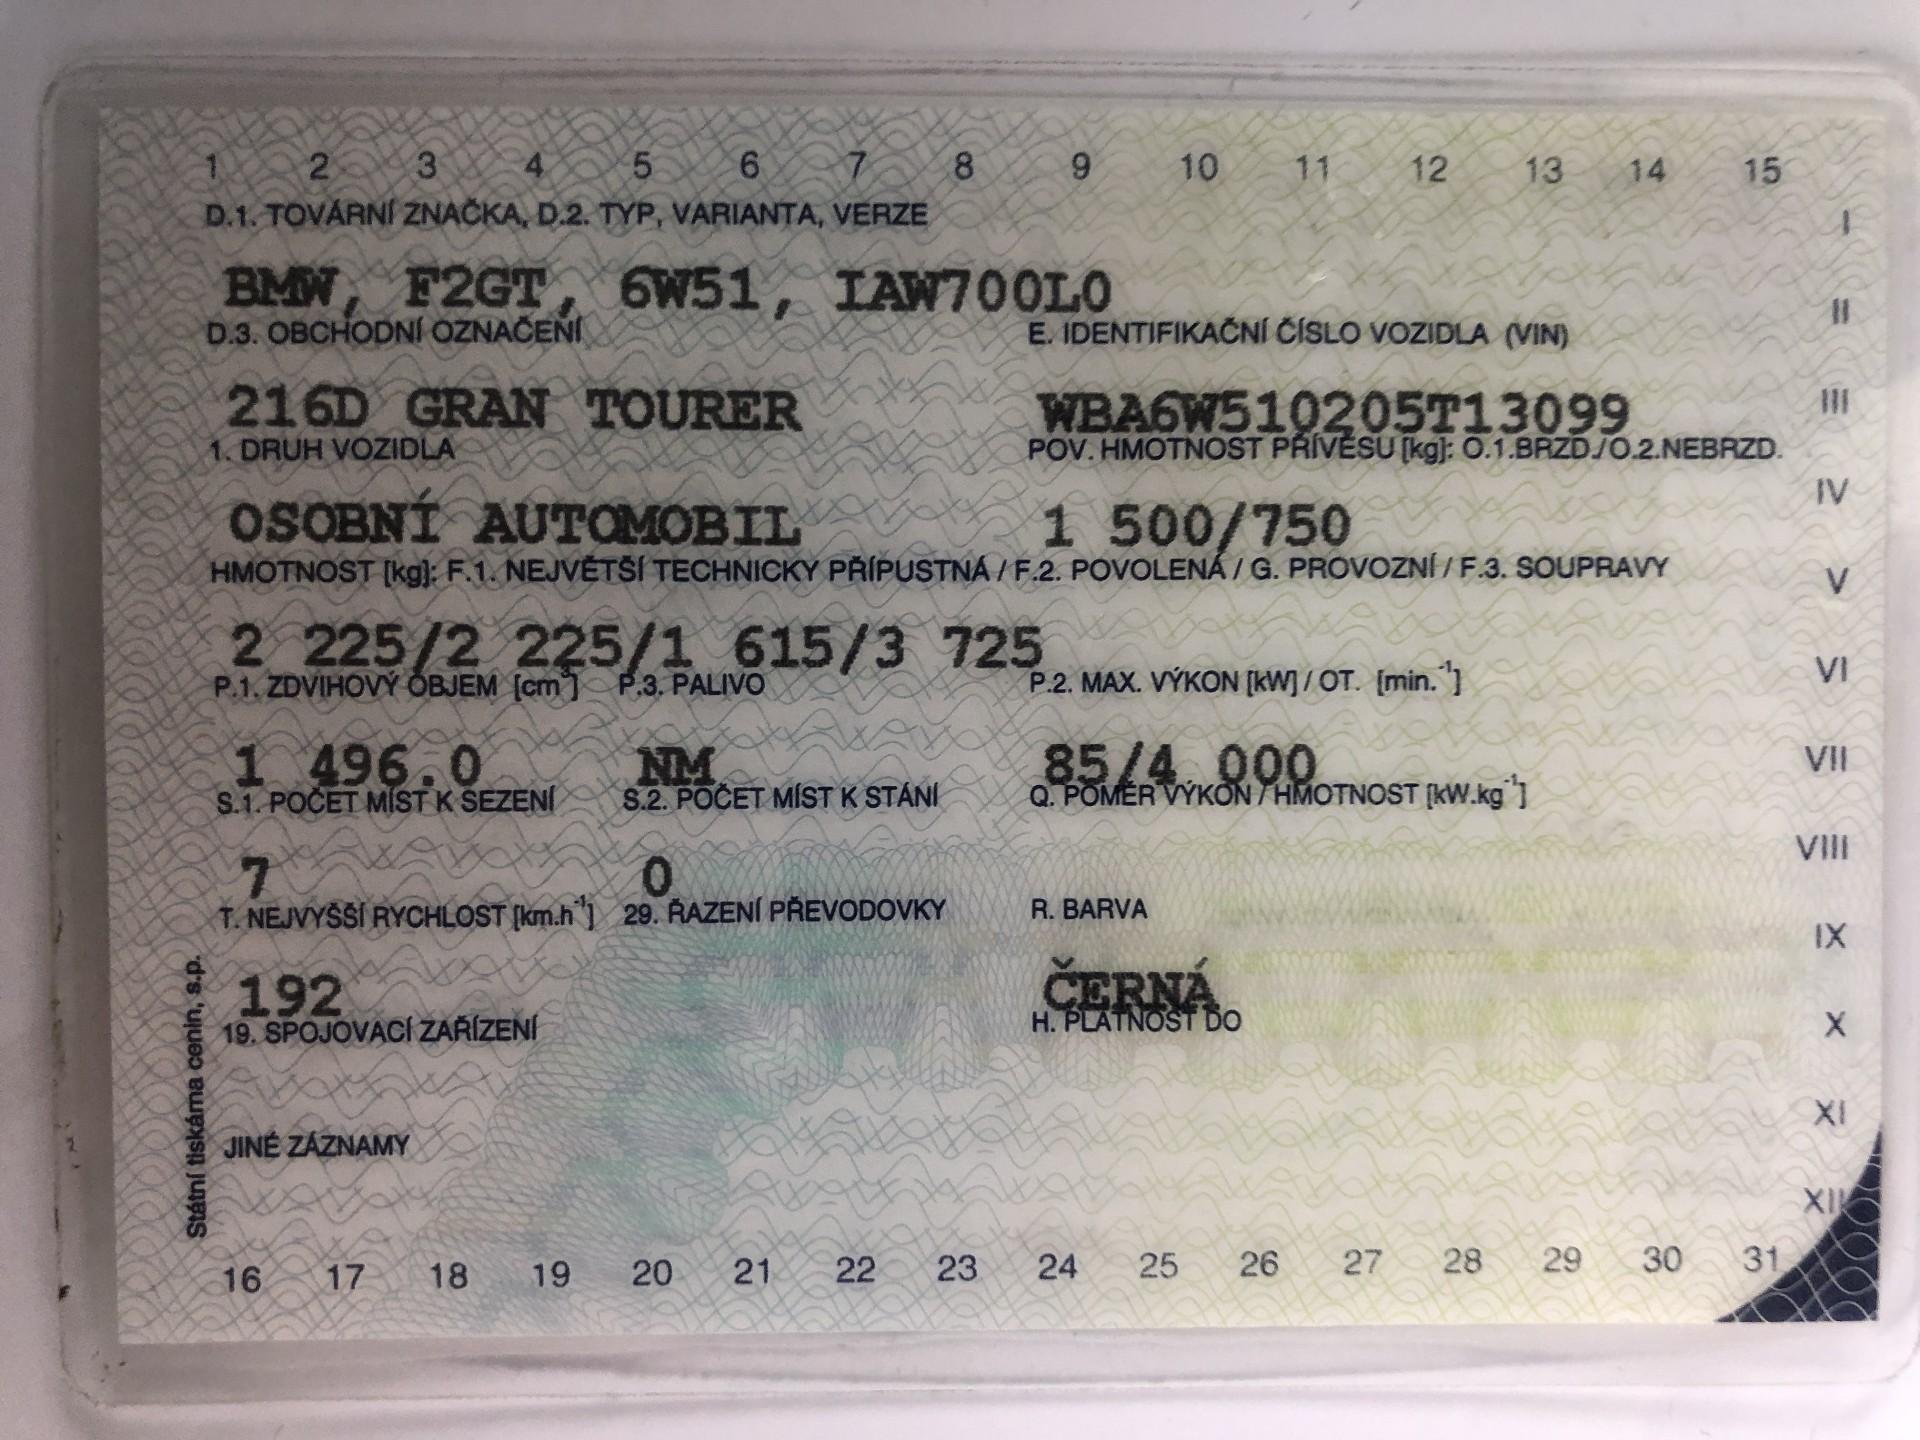 1 2 3 4 5 6 7 8 9 10 11 12 13 14 15
D.1. TOVÁRNÍ ZNAČKA, D.2. TYP, VARIANTA, VERZE
I
BMW, F2GT, 6W51, IAW700L0
II
D.3. OBCHODNÍ OZNAČENÍ E. IDENTIFIKAČNÍ ČÍSLO VOZIDLA (VIN)
216D GRAN TOURER WBA6W510205T13099
III
1. DRUH VOZIDLA POV. HMOTNOST PŘÍVĚSU [kg]: O.1.BRZD./O.2.NEBRZD.
IV
OSOBNÍ AUTOMOBIL 1 500/750
HMOTNOST [kg]: F.1. NEJVĚTŠÍ TECHNICKY PŘÍPUSTNÁ / F.2. POVOLENÁ / G. PROVOZNÍ / F.3. SOUPRAVY
V
2 225/2 225/1 615/3 725
VI
P.1. ZDVIHOVÝ OBJEM [cm³] P.3. PALIVO P.2. MAX. VÝKON [kW] / OT. [min.⁻¹]
1 496.0 NM 85/4 000
VII
S.1. POČET MÍST K SEZENÍ S.2. POČET MÍST K STÁNÍ Q. POMĚR VÝKON / HMOTNOST [kW.kg⁻¹]
VIII
7 0
T. NEJVYŠŠÍ RYCHLOST [km.h⁻¹] 29. ŘAZENÍ PŘEVODOVKY R. BARVA
IX
192 ČERNÁ
19. SPOJOVACÍ ZAŘÍZENÍ H. PLATNOST DO
X
XI
JINÉ ZÁZNAMY
XII
16 17 18 19 20 21 22 23 24 25 26 27 28 29 30 31
Státní tiskárna cenin, s.p.